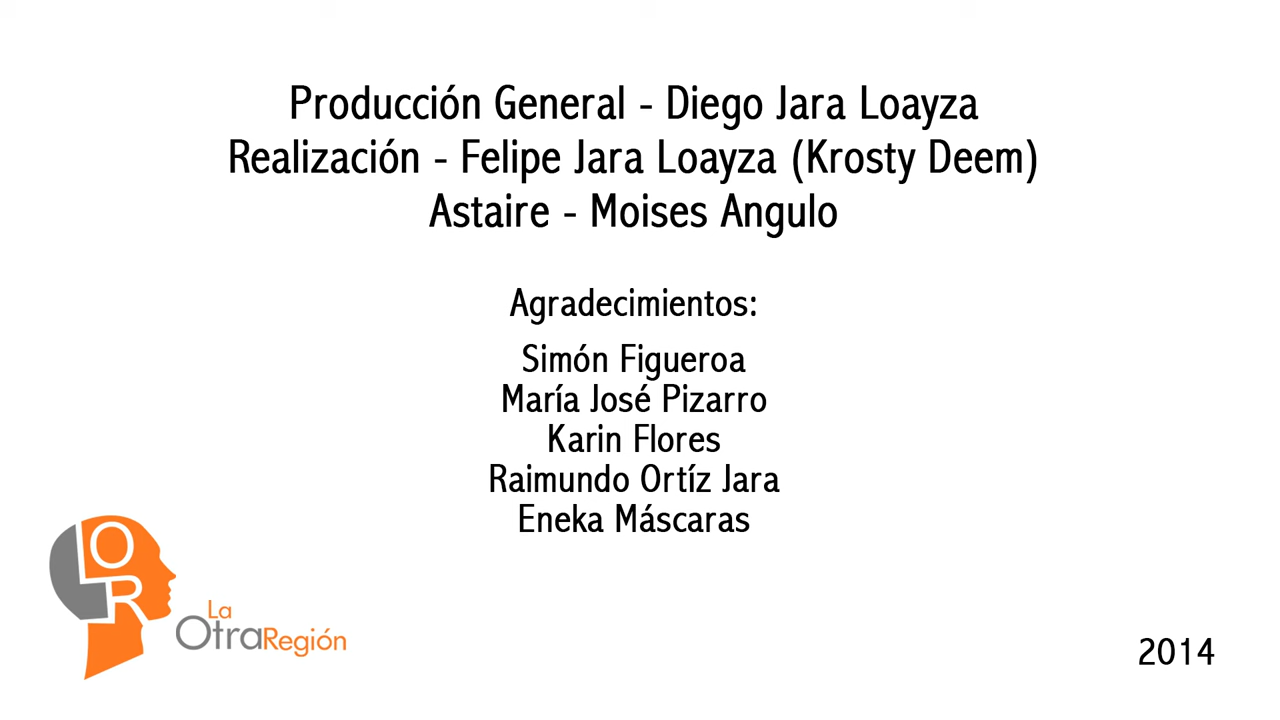 Producción General - Diego Jara Loayza
Realización - Felipe Jara Loayza (Krosty Deem)
Astaire - Moises Angulo
Agradecimientos:
Simón Figueroa
María José Pizarro
Karin Flores
Raimundo Ortíz Jara
Eneka Máscaras
LOR
La
OtraRegión
2014